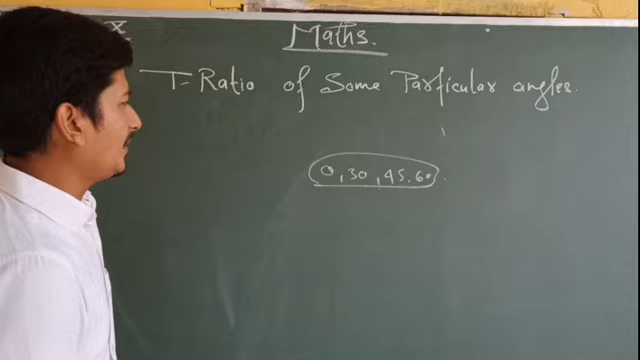 X
Maths.
T-Ratio of Some Particular angles.
0, 30, 45, 60.